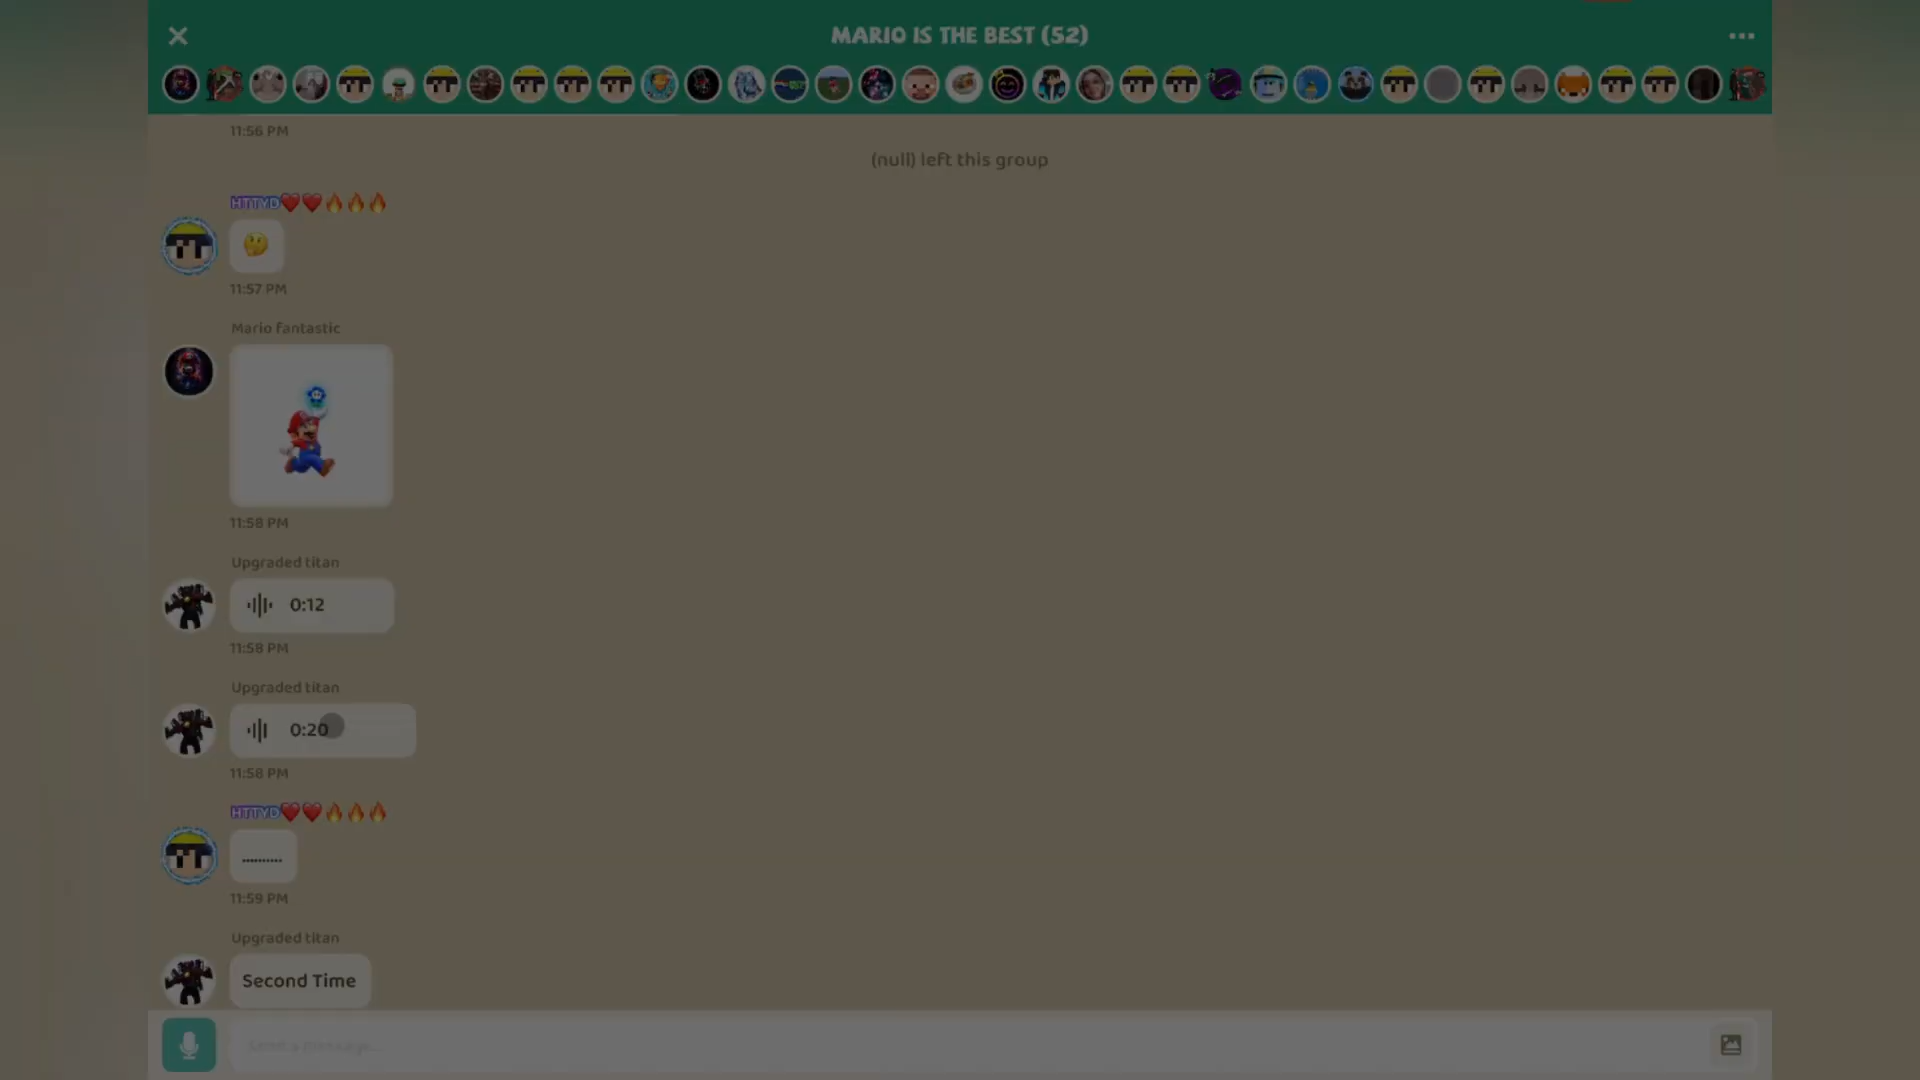 MARIO IS THE BEST (52)
11:56 PM
(null) left this group
HTTYD❤️❤️🔥🔥🔥
🤔
11:57 PM
Mario fantastic
11:58 PM
Upgraded titan
0:12
11:58 PM
Upgraded titan
0:20
11:58 PM
HTTYD❤️❤️🔥🔥🔥
..........
11:59 PM
Upgraded titan
Second Time
Send a message...